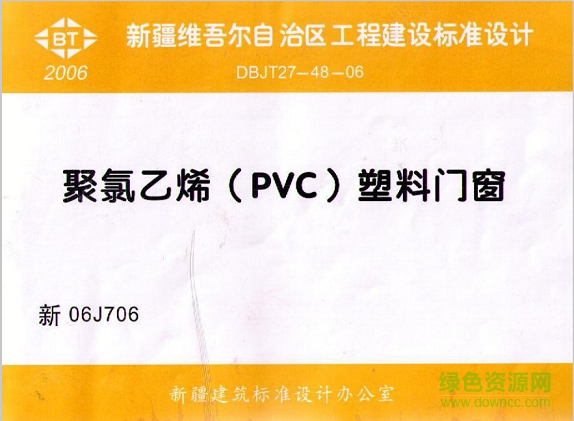 BT
新疆维吾尔自治区工程建设标准设计
2006
DBJT27-48-06
聚氯乙烯（PVC）塑料门窗
新 06J706
新疆建筑标准设计办公室
绿色资源网
www.downcc.com